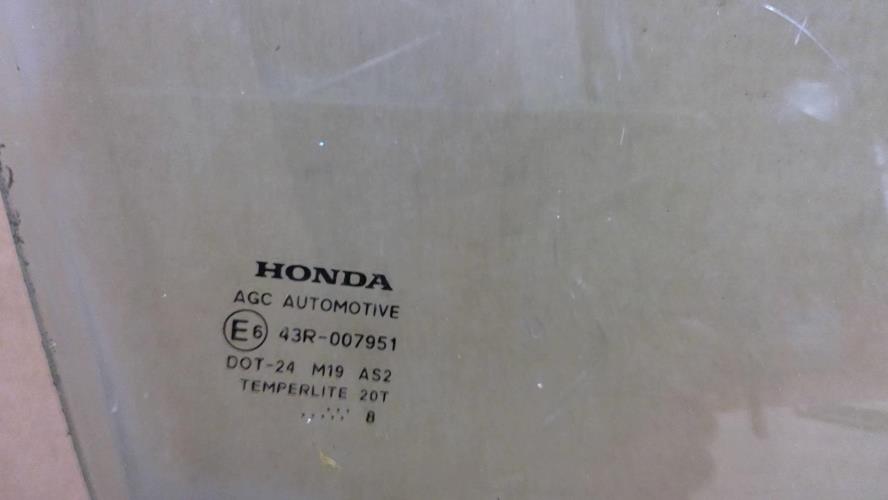 HONDA
AGC AUTOMOTIVE
E6 43R-007951
DOT-24 M19 AS2
TEMPERLITE 20T
..... 8